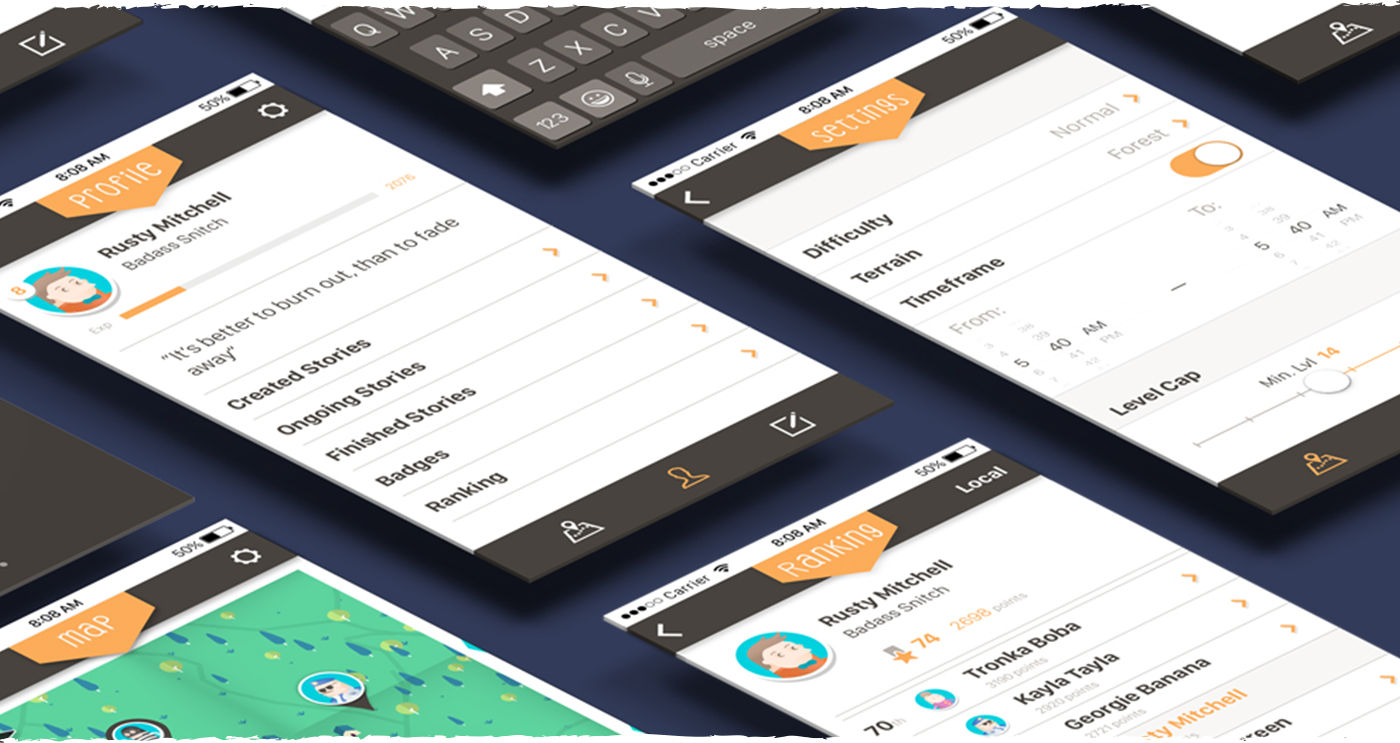 Q W
A S D
Z X C V
123 space
50%
8:08 AM
Profile
Rusty Mitchell
Badass Snitch
8
Exp
2076
“It's better to burn out, than to fade
away”
Created Stories
Ongoing Stories
Finished Stories
Badges
Ranking
Carrier 8:08 AM 50%
Settings
Difficulty Normal
Terrain Forest
Timeframe
From: To:
38 38
3 39 3 39
4 4
5 40 AM 5 40 AM
6 41 PM 6 41 PM
7 42 7 42
—
Level Cap
Min. Lvl 14
8:08 AM 50%
Map
Carrier 8:08 AM 50%
Ranking
Local
Rusty Mitchell
Badass Snitch
74 2698 points
70th
Tronka Boba
3190 points
Kayla Tayla
2920 points
Georgie Banana
2721 points
ty Mitchell
reen